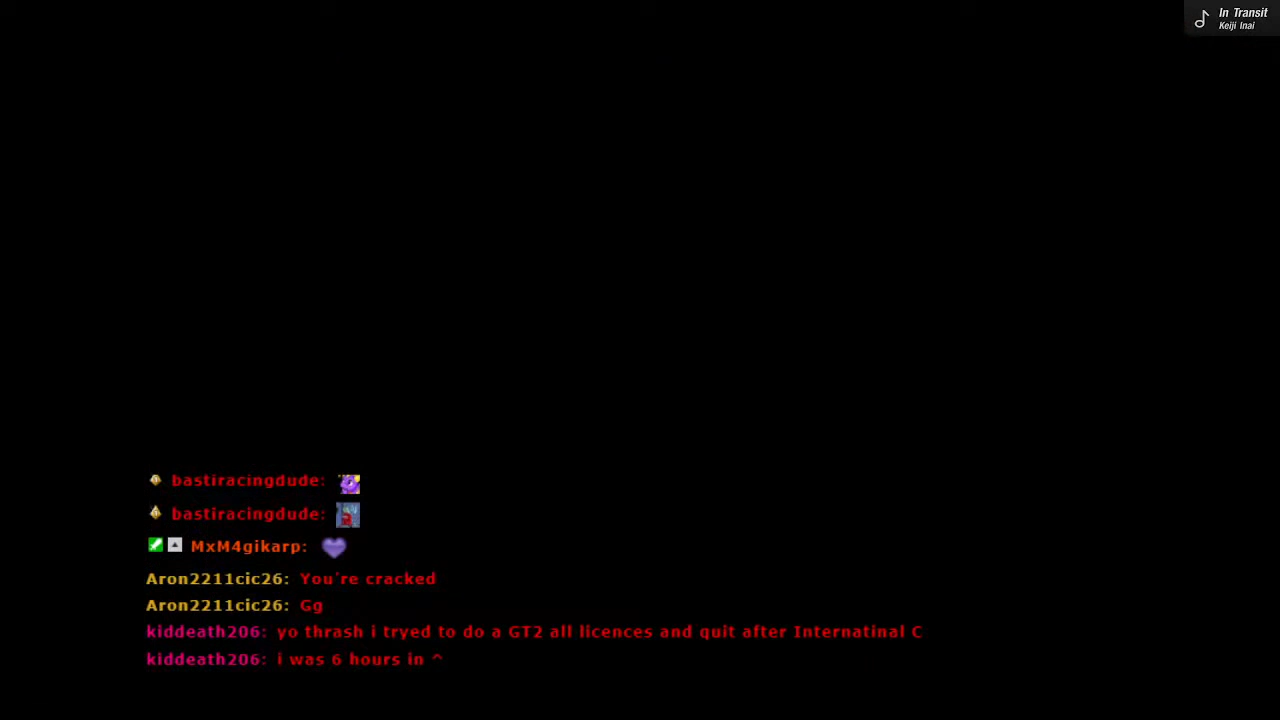 In Transit
Keiji Inai
bastiracingdude:
bastiracingdude:
MxM4gikarp:
Aron2211cic26: You're cracked
Aron2211cic26: Gg
kiddeath206: yo thrash i tryed to do a GT2 all licences and quit after Internatinal C
kiddeath206: i was 6 hours in ^